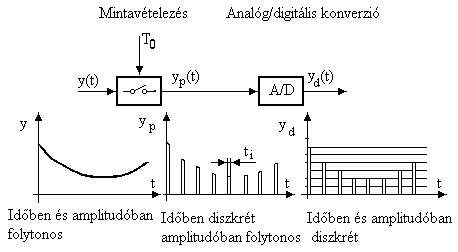 Mintavételezés
Analóg/digitális konverzió
T0
y(t)
yp(t)
A/D
yd(t)
y
yp
ti
yd
t
t
t
Időben és amplitudóban
folytonos
Időben diszkrét
amplitudóban folytonos
Időben és amplitudóban
diszkrét